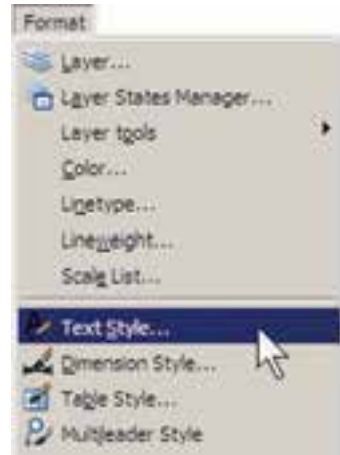 Format
Layer...
Layer States Manager...
Layer tools
Color...
Linetype...
Lineweight...
Scale List...
Text Style...
Dimension Style...
Table Style...
Multileader Style